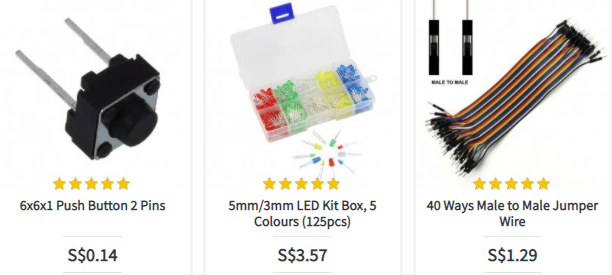 MALE TO MALE
6x6x1 Push Button 2 Pins
S$0.14
5mm/3mm LED Kit Box, 5
Colours (125pcs)
S$3.57
40 Ways Male to Male Jumper
Wire
S$1.29